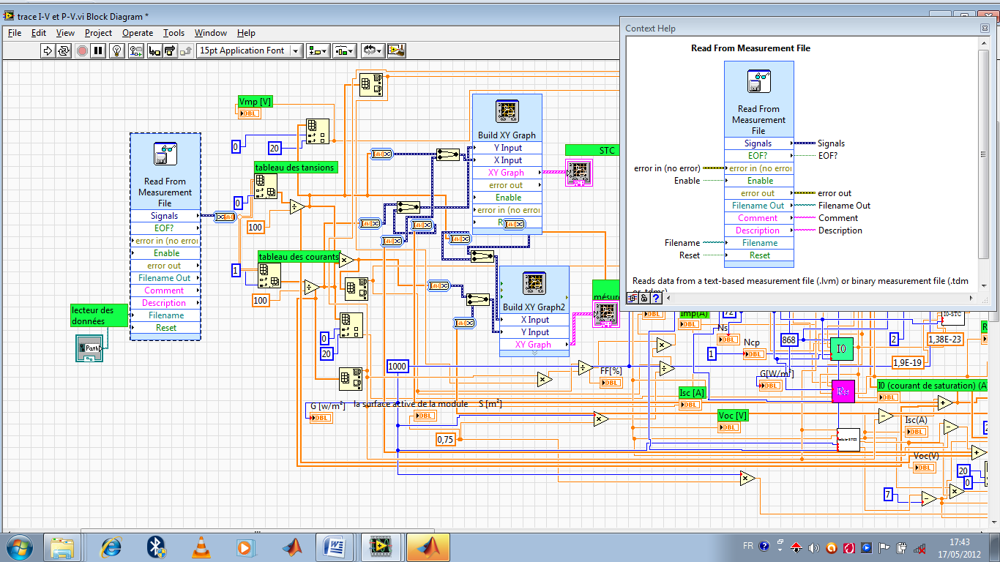 trace I-V et P-V.vi Block Diagram *
File Edit View Project Operate Tools Window Help
15pt Application Font
Context Help
Read From Measurement File
Read From
Measurement
File
Signals
EOF?
error in (no erroi
Enable
error out
Filename Out
Comment
Description
Filename
Reset
Signals
EOF?
error in (no error)
Enable
error out
Filename Out
Comment
Description
Filename
Reset
Reads data from a text-based measurement file (.lvm) or binary measurement file (.tdm
or .tdms).
Vmp [V]
DBL
0
20
tableau des tansions
0
100
Read From
Measurement
File
Signals
EOF?
error in (no erroi
Enable
error out
Filename Out
Comment
Description
Filename
Reset
lecteur des
données
Path
tableau des courants
1
100
0
20
Build XY Graph
Y Input
X Input
XY Graph
error out
Enable
error in (no erroi
STC
Build XY Graph2
X Input
Y Input
XY Graph
mésure
1000
FF[%]
DBL
G [w/m²]
DBL
la surface active de la module S [m²]
DBL
0,75
Imp(A)
DBL
Ns
DBL
72
1
Ncp
DBL
868
G[W/m²]
DBL
IO
2
IO-STC
1,38E-23
1,9E-19
I0 (courant de saturation) (A
DBL
Isc [A]
DBL
Voc [V]
DBL
Isc(A)
DBL
Voc(V)
DBL
20
0
7
FR
17:43
17/05/2012